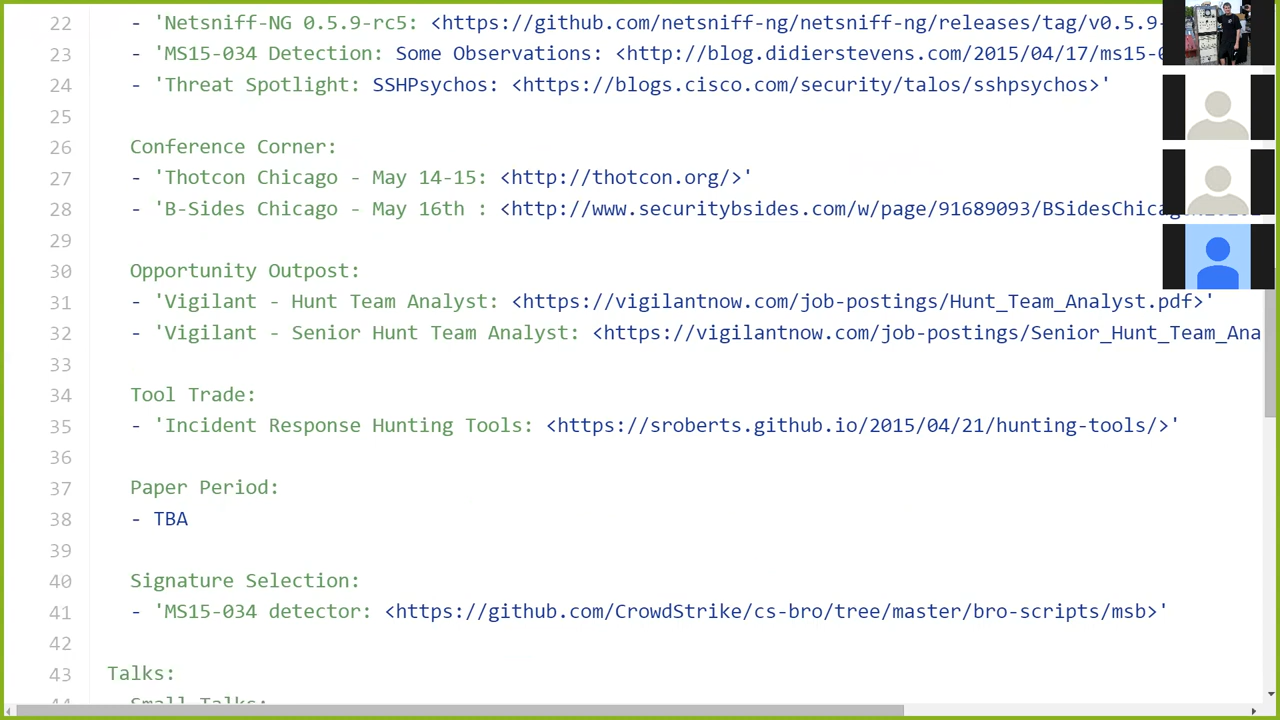 22 - 'Netsniff-NG 0.5.9-rc5: <https://github.com/netsniff-ng/netsniff-ng/releases/tag/v0.5.9-
23 - 'MS15-034 Detection: Some Observations: <http://blog.didierstevens.com/2015/04/17/ms15-
24 - 'Threat Spotlight: SSHPsychos: <https://blogs.cisco.com/security/talos/sshpsychos>'
25
26 Conference Corner:
27 - 'Thotcon Chicago - May 14-15: <http://thotcon.org/>'
28 - 'B-Sides Chicago - May 16th : <http://www.securitybsides.com/w/page/91689093/BSidesChica
29
30 Opportunity Outpost:
31 - 'Vigilant - Hunt Team Analyst: <https://vigilantnow.com/job-postings/Hunt_Team_Analyst.pdf>'
32 - 'Vigilant - Senior Hunt Team Analyst: <https://vigilantnow.com/job-postings/Senior_Hunt_Team_Ana
33
34 Tool Trade:
35 - 'Incident Response Hunting Tools: <https://sroberts.github.io/2015/04/21/hunting-tools/>'
36
37 Paper Period:
38 - TBA
39
40 Signature Selection:
41 - 'MS15-034 detector: <https://github.com/CrowdStrike/cs-bro/tree/master/bro-scripts/msb>'
42
43 Talks:
44 Small Talks: